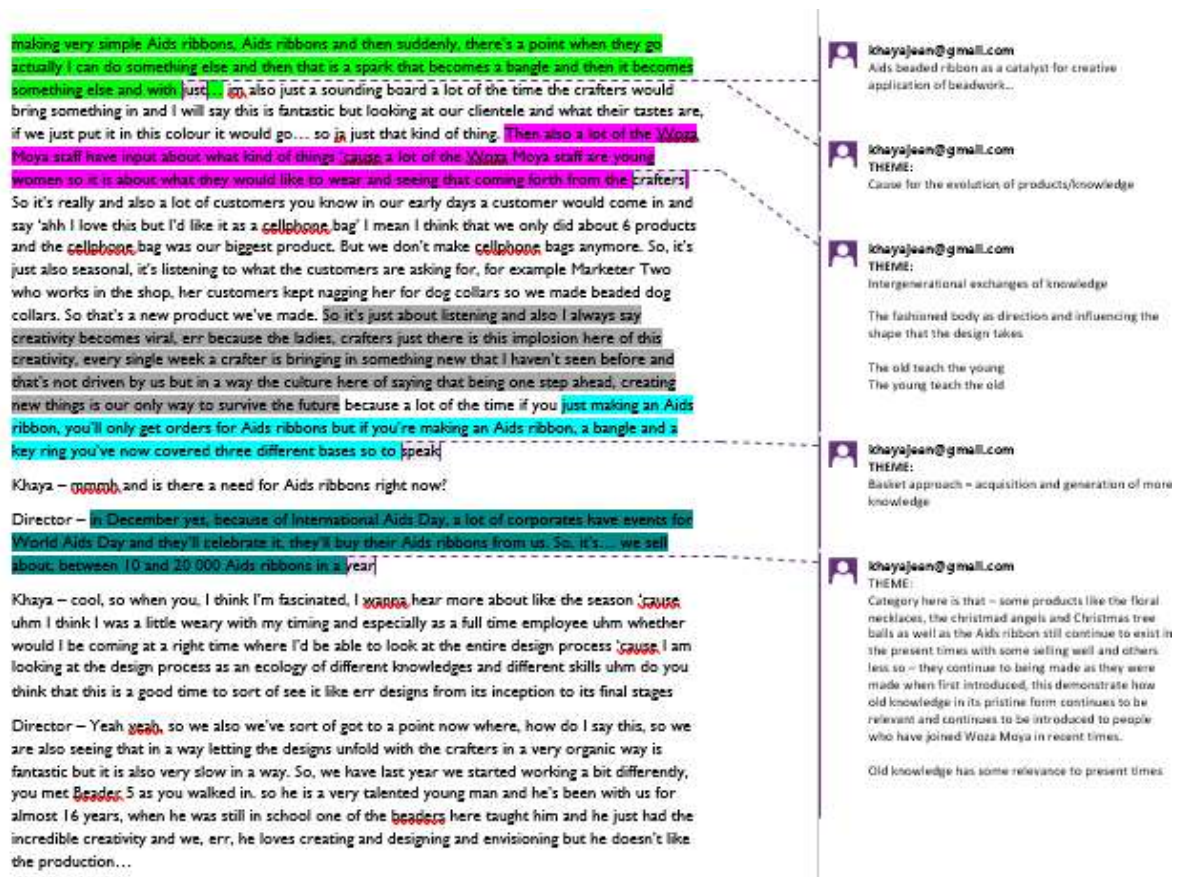 making very simple Aids ribbons, Aids ribbons and then suddenly, there's a point when they go
actually I can do something else and then that is a spark that becomes a bangle and then it becomes
something else and with just… im also just a sounding board a lot of the time the crafters would
bring something in and I will say this is fantastic but looking at our clientele and what their tastes are,
if we just put it in this colour it would go… so ja just that kind of thing. Then also a lot of the Woza
Moya staff have input about what kind of things 'cause a lot of the Woza Moya staff are young
women so it is about what they would like to wear and seeing that coming forth from the crafters
So it's really and also a lot of customers you know in our early days a customer would come in and
say 'ahh I love this but I'd like it as a cellphone bag' I mean I think that we only did about 6 products
and the cellphone bag was our biggest product. But we don't make cellphone bags anymore. So, it's
just also seasonal, it's listening to what the customers are asking for, for example Marketer Two
who works in the shop, her customers kept nagging her for dog collars so we made beaded dog
collars. So that's a new product we've made. So it's just about listening and also I always say
creativity becomes viral, err because the ladies, crafters just there is this implosion here of this
creativity, every single week a crafter is bringing in something new that I haven't seen before and
that's not driven by us but in a way the culture here of saying that being one step ahead, creating
new things is our only way to survive the future because a lot of the time if you just making an Aids
ribbon, you'll only get orders for Aids ribbons but if you're making an Aids ribbon, a bangle and a
key ring you've now covered three different bases so to speak
Khaya – mmmh and is there a need for Aids ribbons right now?
Director – in December yes, because of International Aids Day, a lot of corporates have events for
World Aids Day and they'll celebrate it, they'll buy their Aids ribbons from us. So, it's… we sell
about, between 10 and 20 000 Aids ribbons in a year
Khaya – cool, so when you, I think I'm fascinated, I wanna hear more about like the season 'cause
uhm I think I was a little weary with my timing and especially as a full time employee uhm whether
would I be coming at a right time where I'd be able to look at the entire design process 'cause I am
looking at the design process as an ecology of different knowledges and different skills uhm do you
think that this is a good time to sort of see it like err designs from its inception to its final stages
Director – Yeah yeah, so we also we've sort of got to a point now where, how do I say this, so we
are also seeing that in a way letting the designs unfold with the crafters in a very organic way is
fantastic but it is also very slow in a way. So, we have last year we started working a bit differently,
you met Beader 5 as you walked in, so he is a very talented young man and he's been with us for
almost 16 years, when he was still in school one of the beaders here taught him and he just had the
incredible creativity and we, err, he loves creating and designing and envisioning but he doesn't like
the production…
khayajean@gmail.com
Aids beaded ribbon as a catalyst for creative
application of beadwork…
khayajean@gmail.com
THEME:
Cause for the evolution of products/knowledge
khayajean@gmail.com
THEME:
Intergenerational exchanges of knowledge
The fashioned body as direction and influencing the
shape that the design takes
The old teach the young
The young teach the old
khayajean@gmail.com
THEME:
Basket approach = acquisition and generation of more
knowledge
khayajean@gmail.com
THEME:
Category here is that – some products like the floral
necklaces, the christmad angels and Christmas tree
balls as well as the Aids ribbon still continue to exist in
the present times with some selling well and others
less so – they continue to being made as they were
made when first introduced, this demonstrate how
old knowledge in its pristine form continues to be
relevant and continues to be introduced to people
who have joined Woza Moya in recent times.
Old knowledge has some relevance to present times